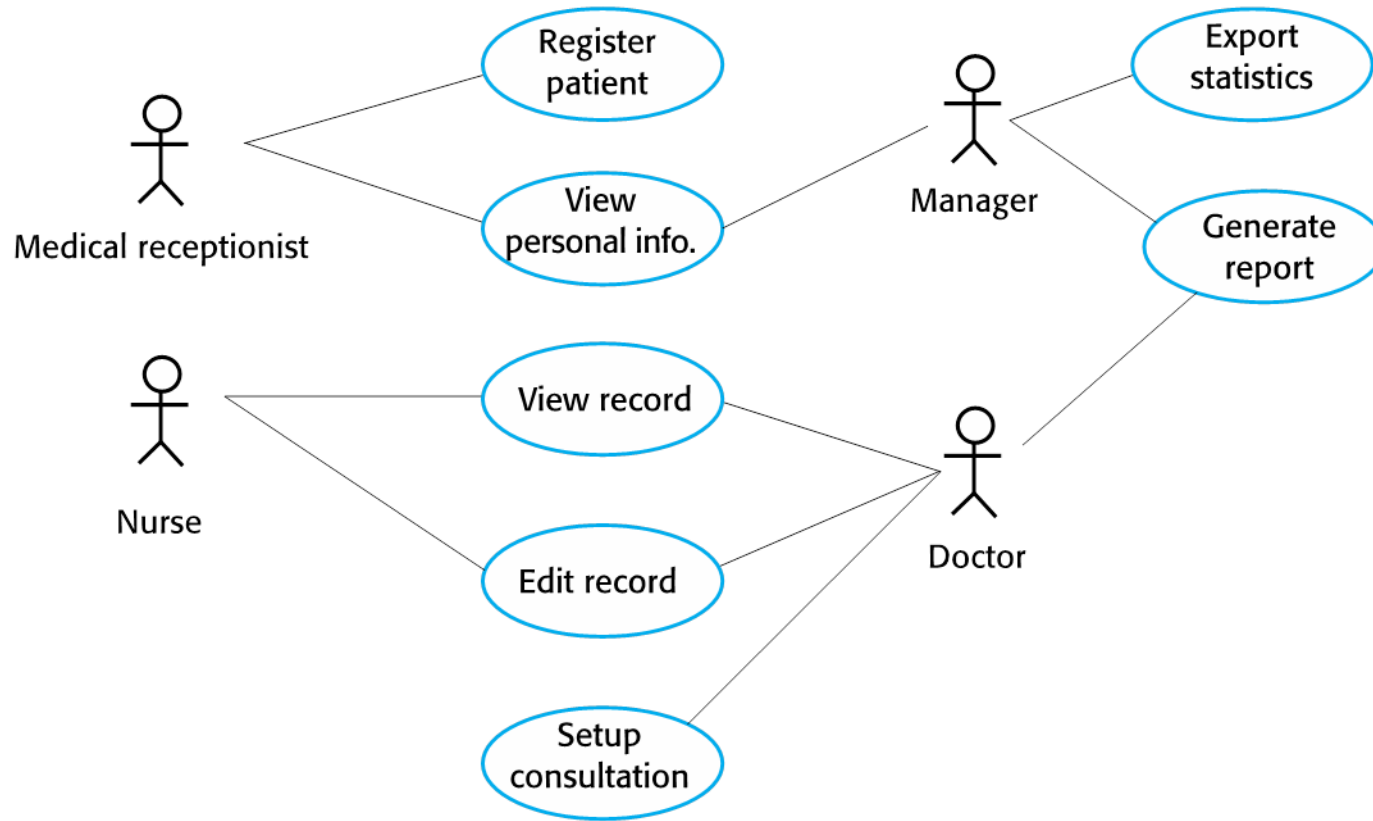 Register
patient
Export
statistics
Medical receptionist
View
personal info.
Manager
Generate
report
Nurse
View record
Edit record
Doctor
Setup
consultation